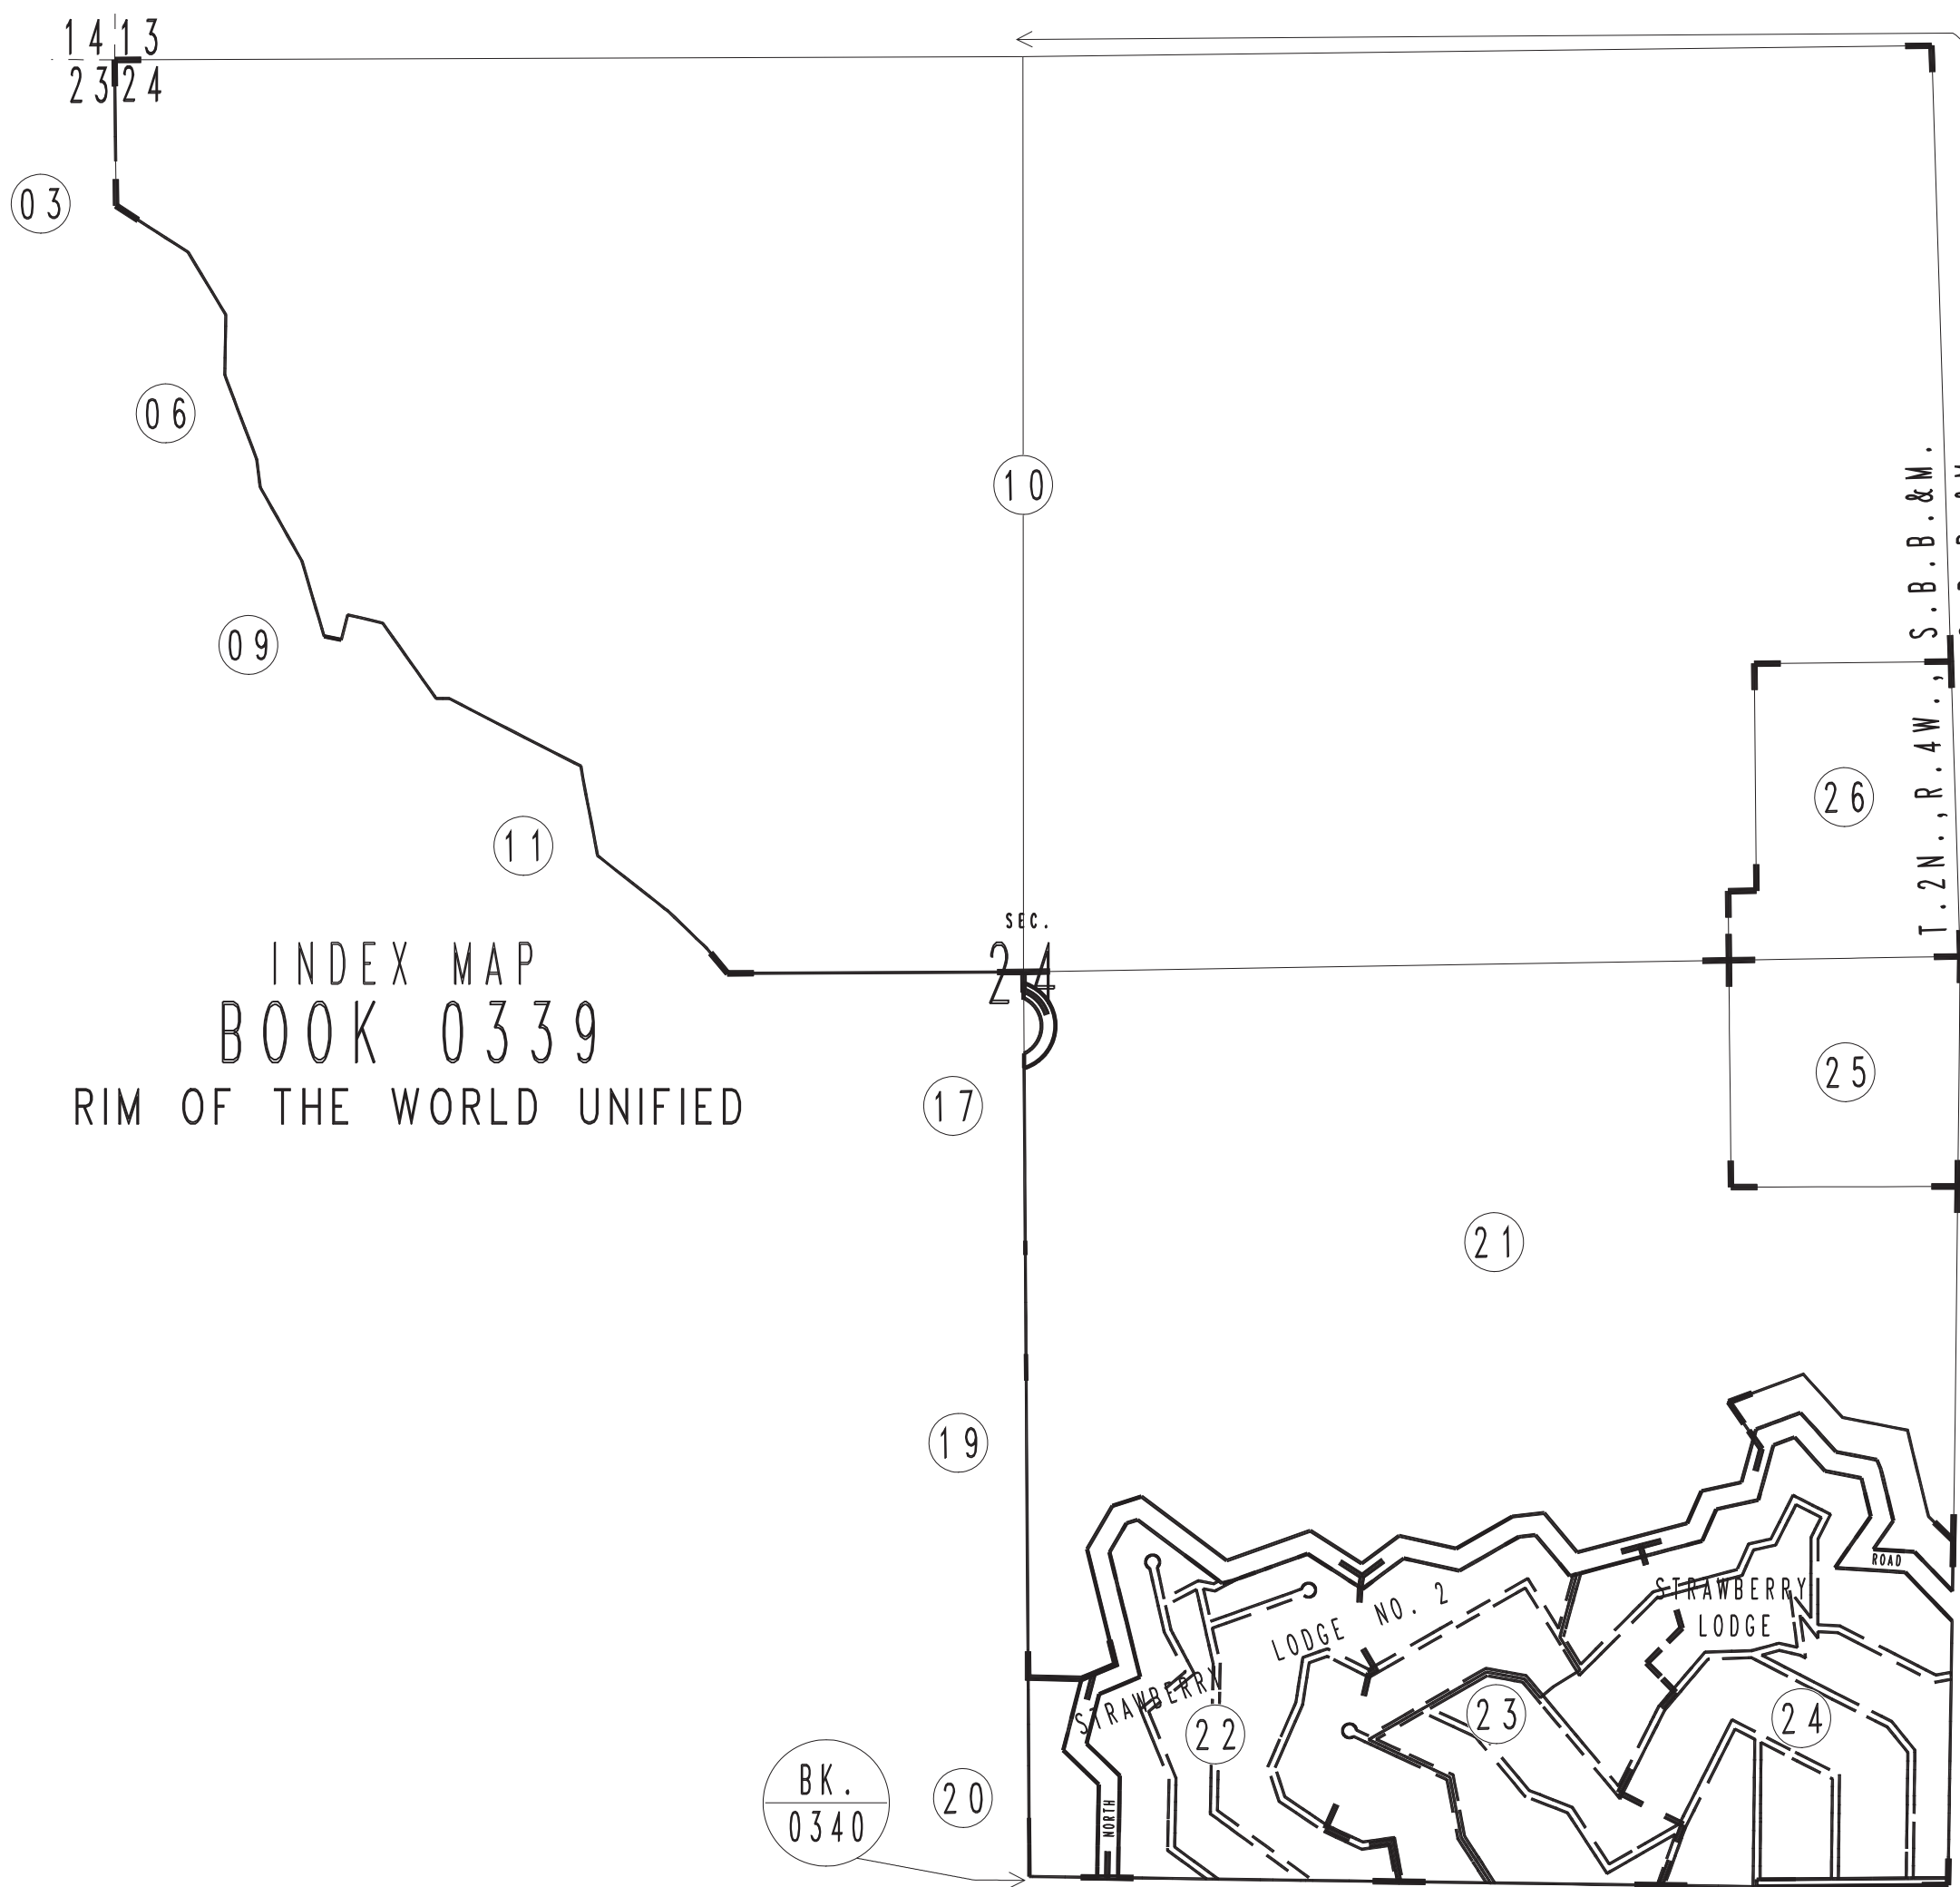 14 13
23 24
03
06
10
09
S.B.B.&M.
T.2N.,R.4W.,
26
11
SEC.
24
INDEX MAP
BOOK 0339
RIM OF THE WORLD UNIFIED
25
17
21
19
ROAD
STRAWBERRY
LODGE
STRAWBERRY LODGE NO. 2
22
23
24
BK.
0340
20
NORTH